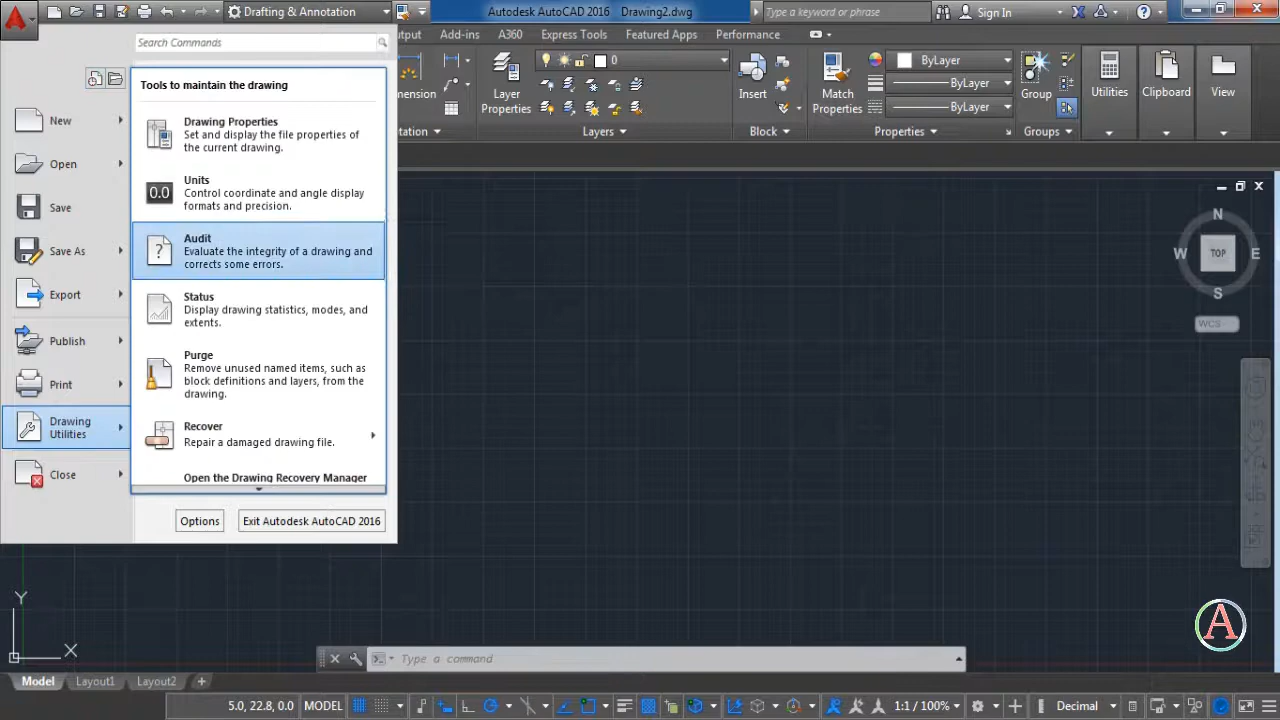 Drafting & Annotation
Autodesk AutoCAD 2016 Drawing2.dwg
Type a keyword or phrase
Sign In
Search Commands
Add-ins
A360
Express Tools
Featured Apps
Performance
Tools to maintain the drawing
New
Open
Save
Save As
Export
Publish
Print
Drawing
Utilities
Close
Drawing Properties
Set and display the file properties of
the current drawing.
0.0
Units
Control coordinate and angle display
formats and precision.
Audit
Evaluate the integrity of a drawing and
corrects some errors.
Status
Display drawing statistics, modes, and
extents.
Purge
Remove unused named items, such as
block definitions and layers, from the
drawing.
Recover
Repair a damaged drawing file.
Open the Drawing Recovery Manager
Options
Exit Autodesk AutoCAD 2016
0
Layer
Properties
Layers
Insert
Block
Match
Properties
ByLayer
ByLayer
ByLayer
Properties
Group
Groups
Utilities
Clipboard
View
N
W
TOP
E
S
WCS
Y
X
A
Type a command
Model
Layout1
Layout2
5.0, 22.8, 0.0
MODEL
1:1 / 100%
Decimal